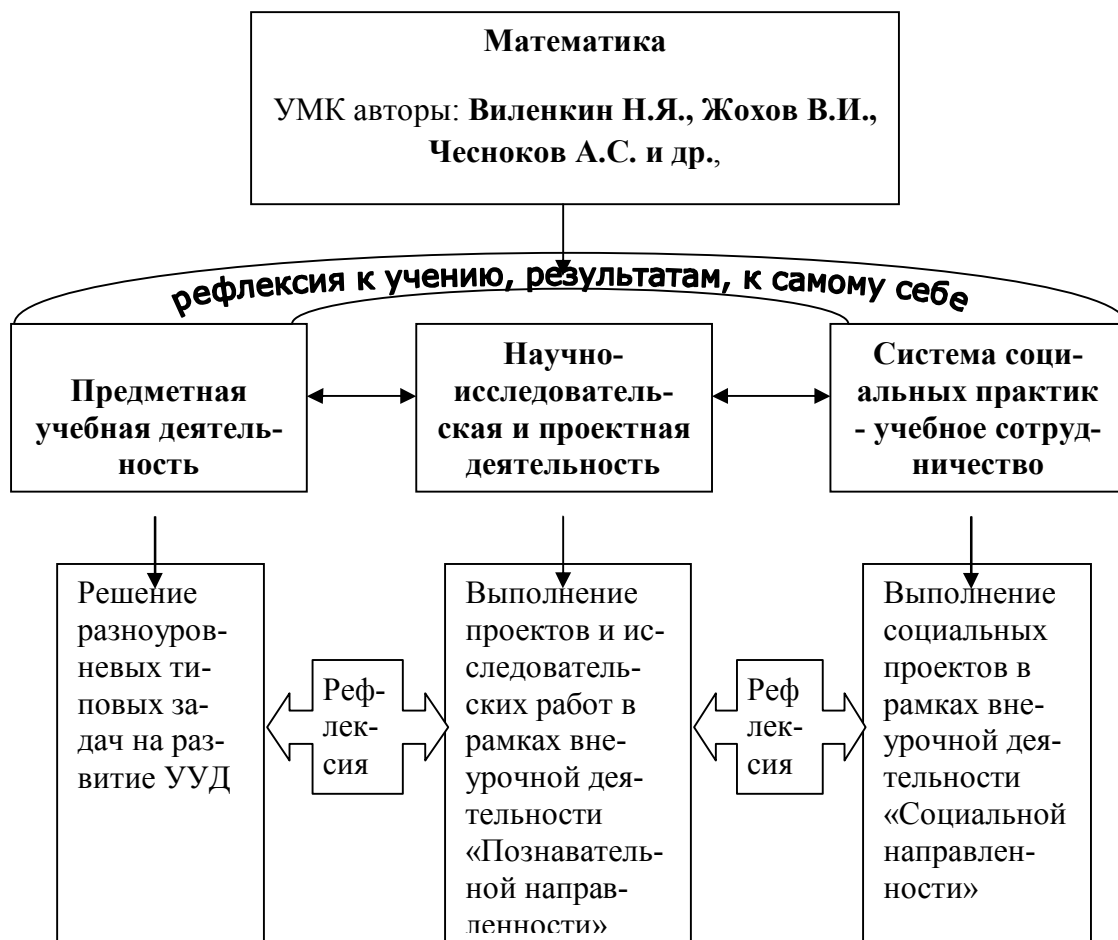 Математика
УМК авторы: Виленкин Н.Я., Жохов В.И.,
Чесноков А.С. и др.,
рефлексия к учению, результатам, к самому себе
Предметная
учебная деятель-
ность
Научно-
исследователь-
ская и проектная
деятельность
Система соци-
альных практик
- учебное сотруд-
ничество
Решение
разноуров-
невых ти-
повых за-
дач на раз-
витие УУД
Реф-
лек-
сия
Выполнение
проектов и ис-
следователь-
ских работ в
рамках вне-
урочной дея-
тельности
«Познаватель-
ной направ-
ленности»
Реф
лек-
сия
Выполнение
социальных
проектов в
рамках вне-
урочной дея-
тельности
«Социальной
направлен-
ности»